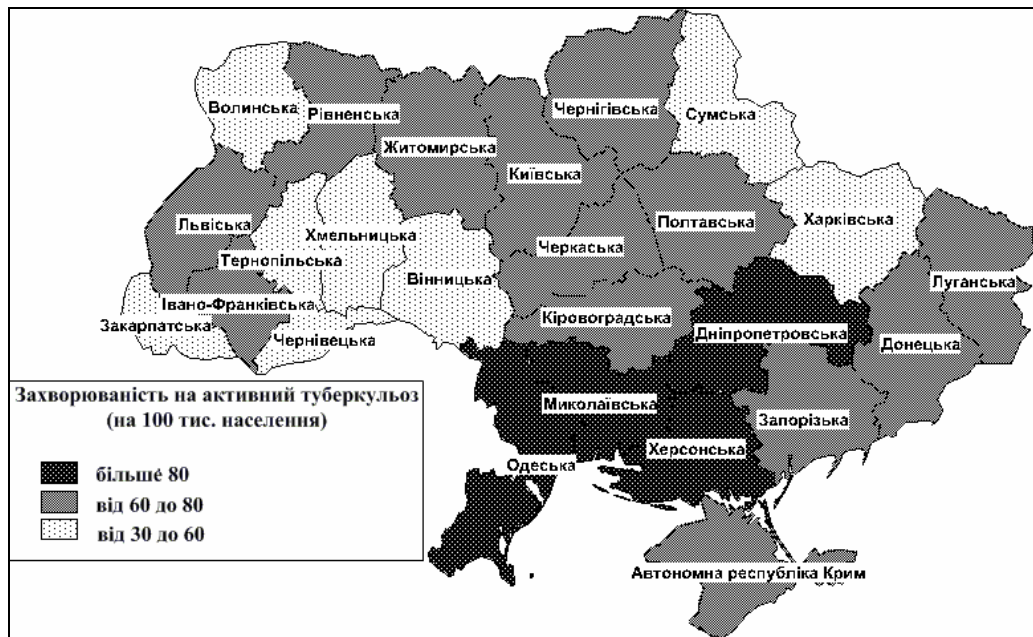 Волинська
Рівненська
Житомирська
Київська
Чернігівська
Сумська
Львіська
Тернопільська
Хмельницька
Вінницька
Черкаська
Полтавська
Харківська
Луганська
Закарпатська
Івано-Франківська
Чернівецька
Кіровоградська
Дніпропетровська
Донецька
Миколаївська
Запорізька
Херсонська
Одеська
Автономна республіка Крим
Захворюваність на активний туберкульоз
(на 100 тис. населення)
більше 80
від 60 до 80
від 30 до 60